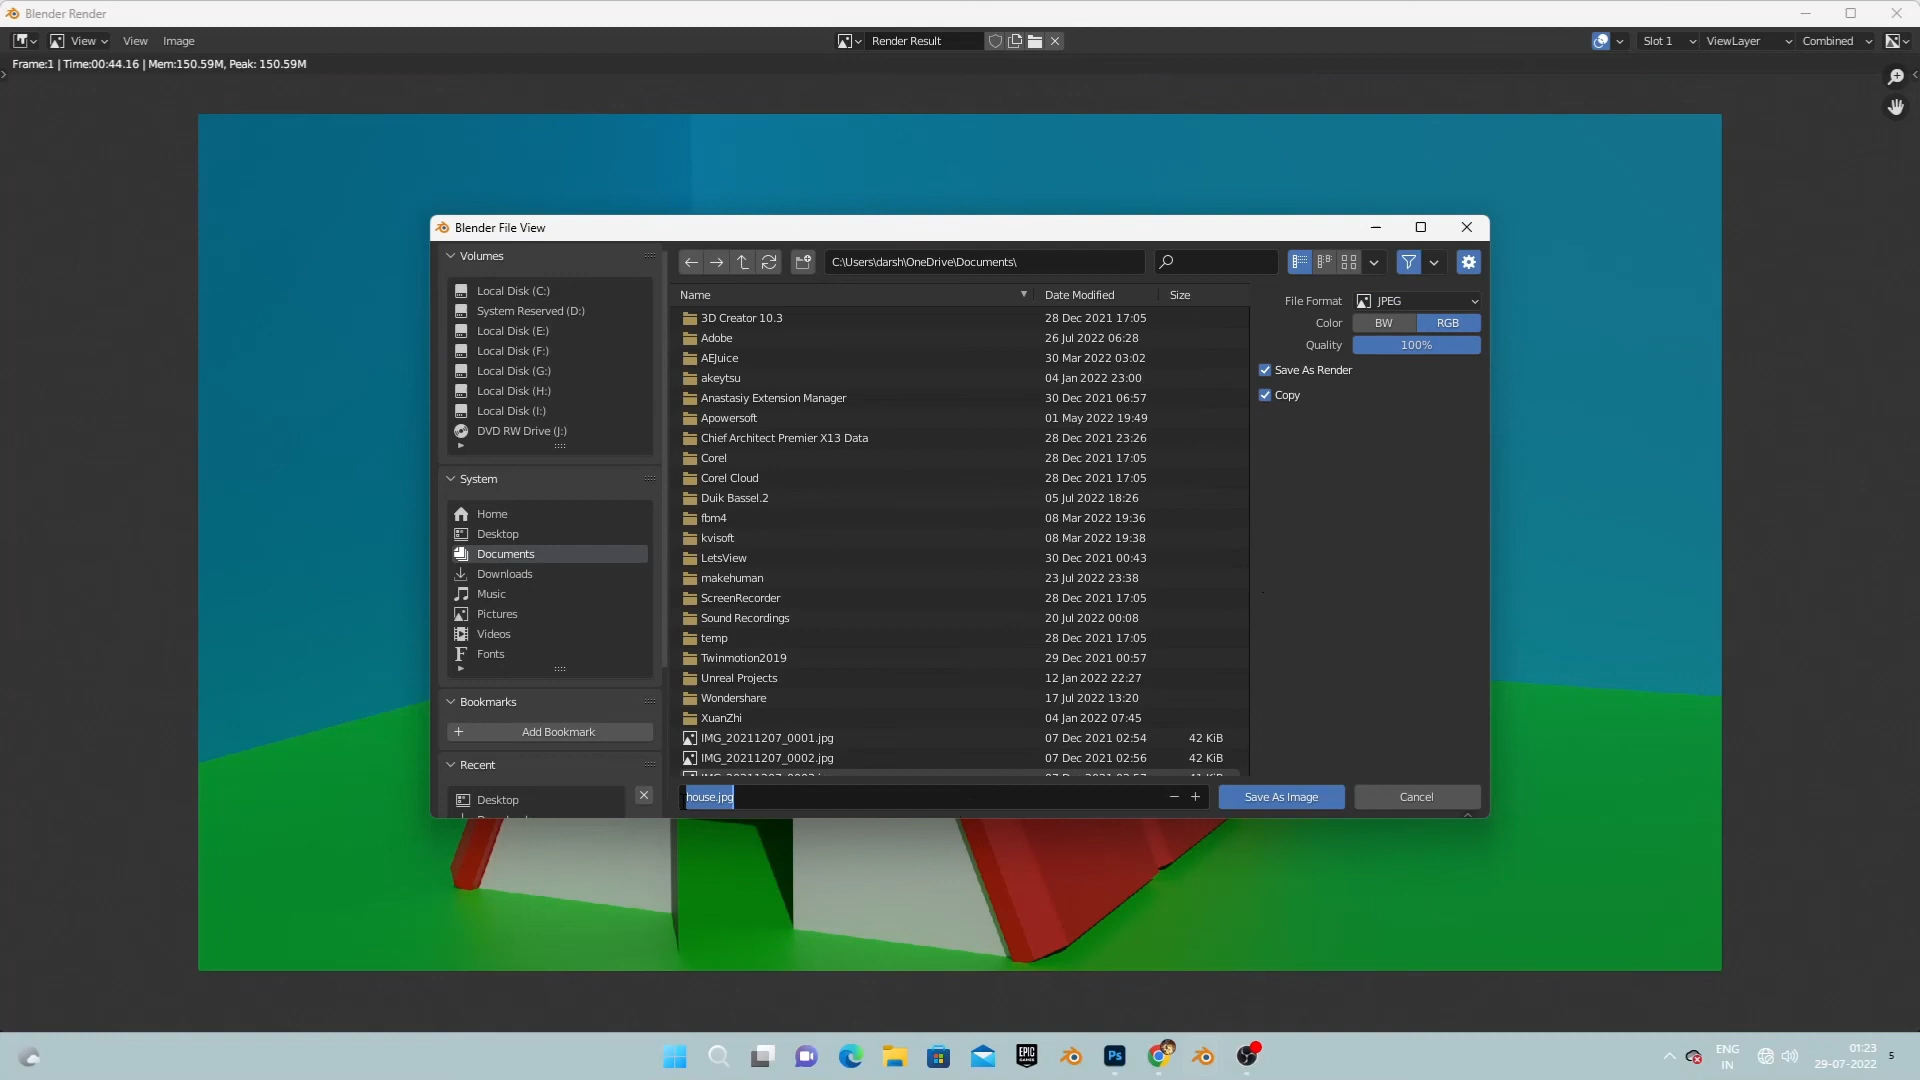 Blender Render
View View Image Render Result Slot 1 ViewLayer Combined
Frame:1 | Time:00:44.16 | Mem:150.59M, Peak: 150.59M
Blender File View
Volumes
Local Disk (C:)
System Reserved (D:)
Local Disk (E:)
Local Disk (F:)
Local Disk (G:)
Local Disk (H:)
Local Disk (I:)
DVD RW Drive (J:)
System
Home
Desktop
Documents
Downloads
Music
Pictures
Videos
Fonts
Bookmarks
Add Bookmark
Recent
Desktop
C:\Users\darsh\OneDrive\Documents\
Name Date Modified Size
3D Creator 10.3 28 Dec 2021 17:05
Adobe 26 Jul 2022 06:28
AEJuice 30 Mar 2022 03:02
akeytsu 04 Jan 2022 23:00
Anastasiy Extension Manager 30 Dec 2021 06:57
Apowersoft 01 May 2022 19:49
Chief Architect Premier X13 Data 28 Dec 2021 23:26
Corel 28 Dec 2021 17:05
Corel Cloud 28 Dec 2021 17:05
Duik Bassel.2 05 Jul 2022 18:26
fbm4 08 Mar 2022 19:36
kvisoft 08 Mar 2022 19:38
LetsView 30 Dec 2021 00:43
makehuman 23 Jul 2022 23:38
ScreenRecorder 28 Dec 2021 17:05
Sound Recordings 20 Jul 2022 00:08
temp 28 Dec 2021 17:05
Twinmotion2019 29 Dec 2021 00:57
Unreal Projects 12 Jan 2022 22:27
Wondershare 17 Jul 2022 13:20
XuanZhi 04 Jan 2022 07:45
IMG_20211207_0001.jpg 07 Dec 2021 02:54 42 KiB
IMG_20211207_0002.jpg 07 Dec 2021 02:56 42 KiB
File Format JPEG
Color BW RGB
Quality 100%
Save As Render
Copy
house.jpg Save As Image Cancel
EPIC GAMES
Ps
ENG IN
01:23
29-07-2022
5